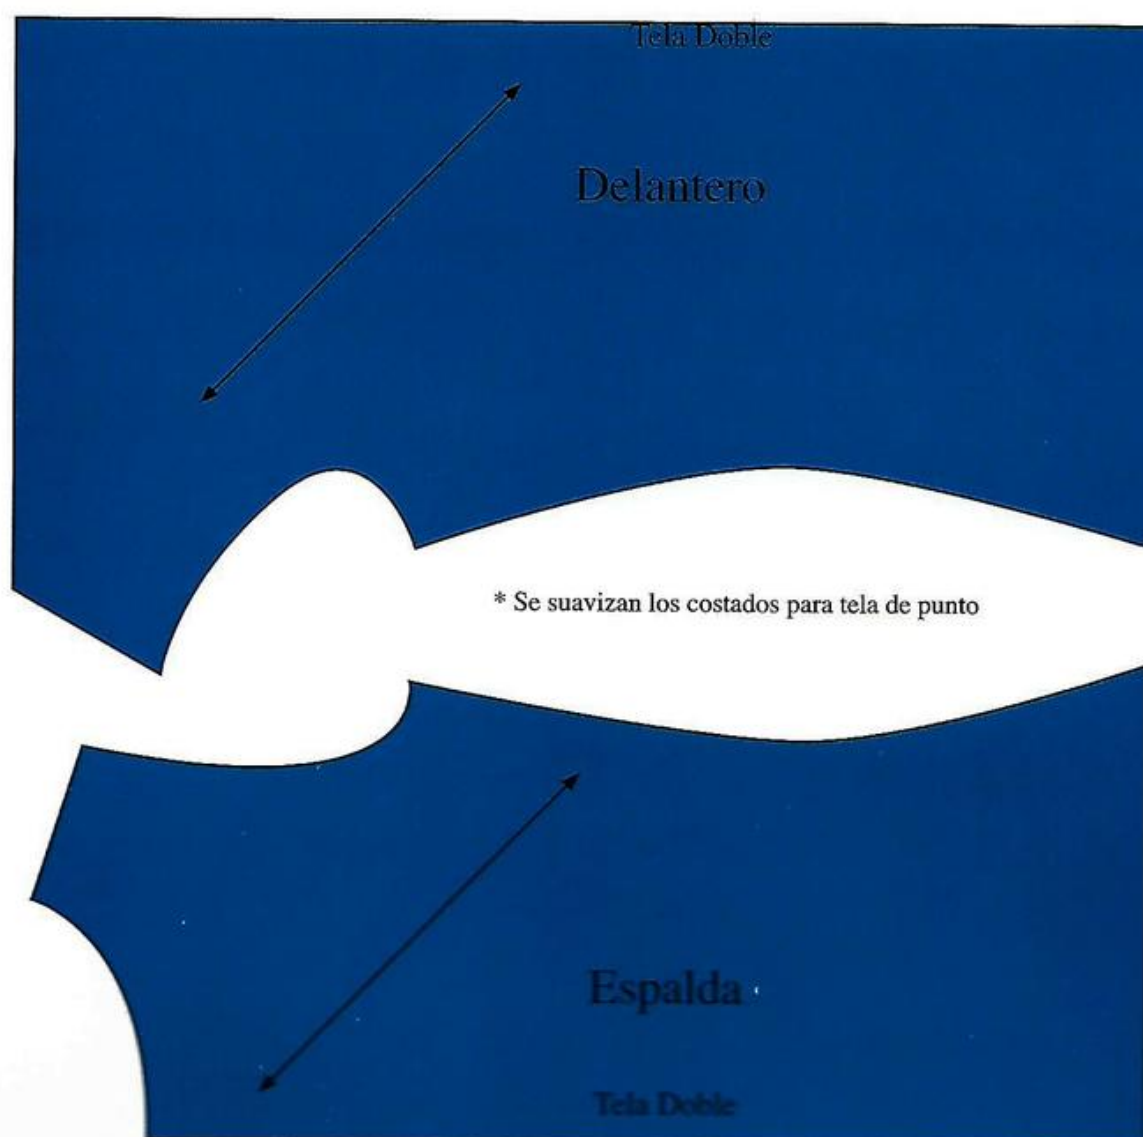 Tela Doble
Delantero
* Se suavizan los costados para tela de punto
Espalda
Tela Doble